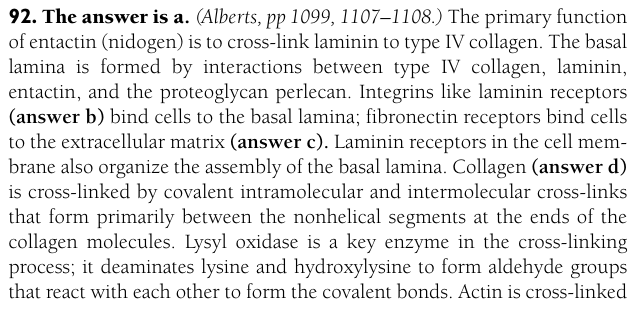 92. The answer is a. (Alberts, pp 1099, 1107–1108.) The primary function
of entactin (nidogen) is to cross-link laminin to type IV collagen. The basal
lamina is formed by interactions between type IV collagen, laminin,
entactin, and the proteoglycan perlecan. Integrins like laminin receptors
(answer b) bind cells to the basal lamina; fibronectin receptors bind cells
to the extracellular matrix (answer c). Laminin receptors in the cell mem-
brane also organize the assembly of the basal lamina. Collagen (answer d)
is cross-linked by covalent intramolecular and intermolecular cross-links
that form primarily between the nonhelical segments at the ends of the
collagen molecules. Lysyl oxidase is a key enzyme in the cross-linking
process; it deaminates lysine and hydroxylysine to form aldehyde groups
that react with each other to form the covalent bonds. Actin is cross-linked